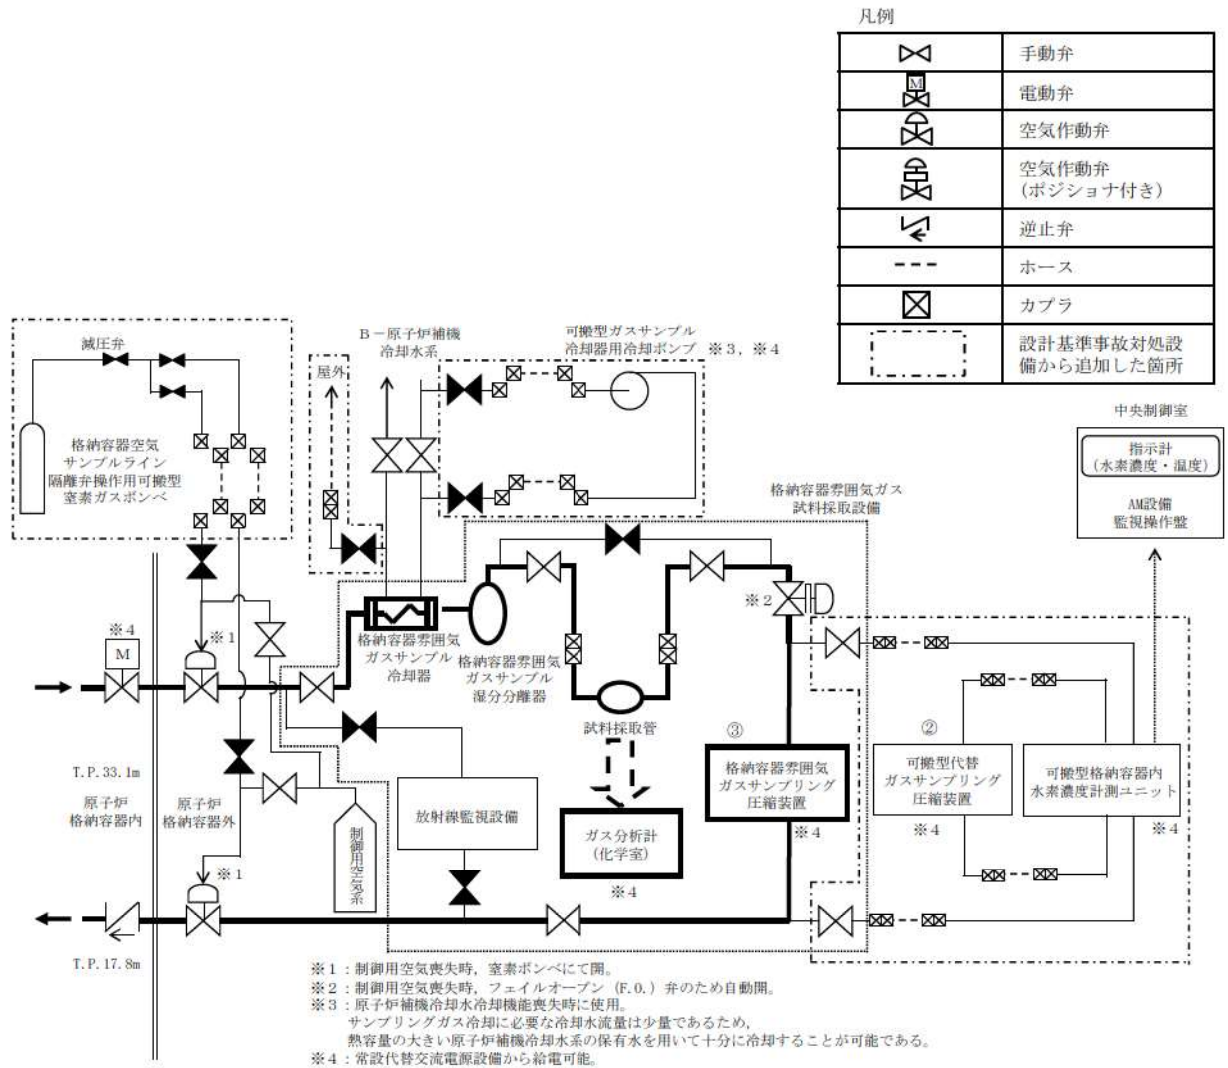 凡例
手動弁
M
電動弁
空気作動弁
空気作動弁
(ポジショナ付き)
逆止弁
ホース
カプラ
設計基準事故対処設
備から追加した箇所
減圧弁
格納容器空気
サンプルライン
隔離弁操作用可搬型
窒素ガスボンベ
屋外
B－原子炉補機
冷却水系
可搬型ガスサンプル
冷却器用冷却ポンプ ※３，※４
格納容器雰囲気ガス
試料採取設備
中央制御室
指示計
(水素濃度・温度)
AM設備
監視操作盤
※４
M
※１
格納容器雰囲気
ガスサンプル
冷却器
格納容器雰囲気
ガスサンプル
湿分分離器
試料採取管
※２
③
格納容器雰囲気
ガスサンプリング
圧縮装置
※４
②
可搬型代替
ガスサンプリング
圧縮装置
※４
可搬型格納容器内
水素濃度計測ユニット
※４
T.P.33.1m
原子炉
格納容器内
原子炉
格納容器外
放射線監視設備
ガス分析計
(化学室)
※４
制御用空気系
※１
T.P.17.8m
※１：制御用空気喪失時，窒素ボンベにて開。
※２：制御用空気喪失時，フェイルオープン (F.O.) 弁のため自動開。
※３：原子炉補機冷却水冷却機能喪失時に使用。
サンプリングガス冷却に必要な冷却水流量は少量であるため，
熱容量の大きい原子炉補機冷却水系の保有水を用いて十分に冷却することが可能である。
※４：常設代替交流電源設備から給電可能。